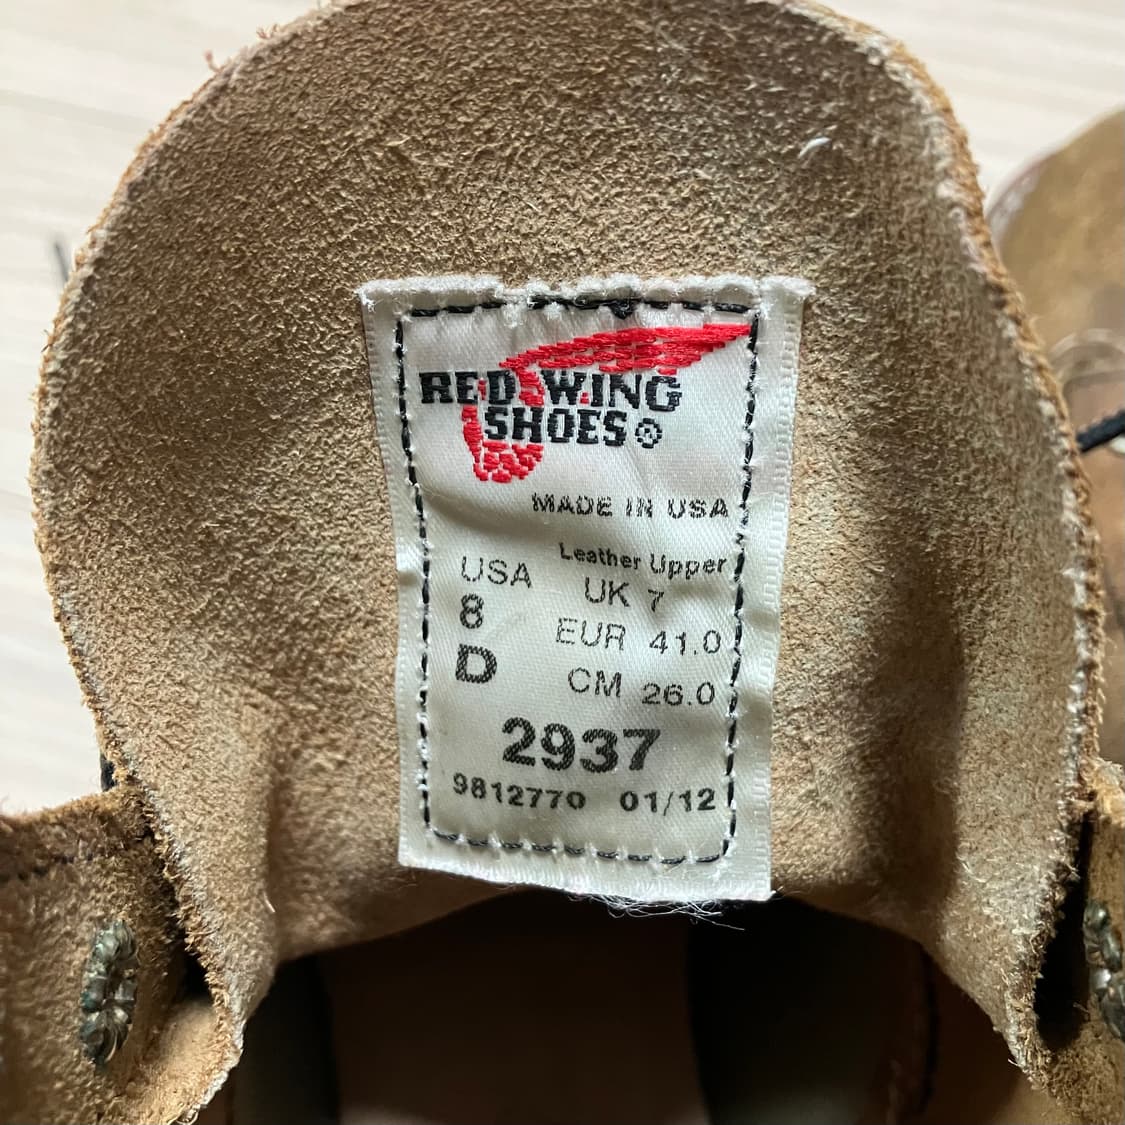 RED WING
SHOES®
MADE IN USA
Leather Upper
USA UK 7
8 EUR 41.0
D CM 26.0
2937
9812770 01/12